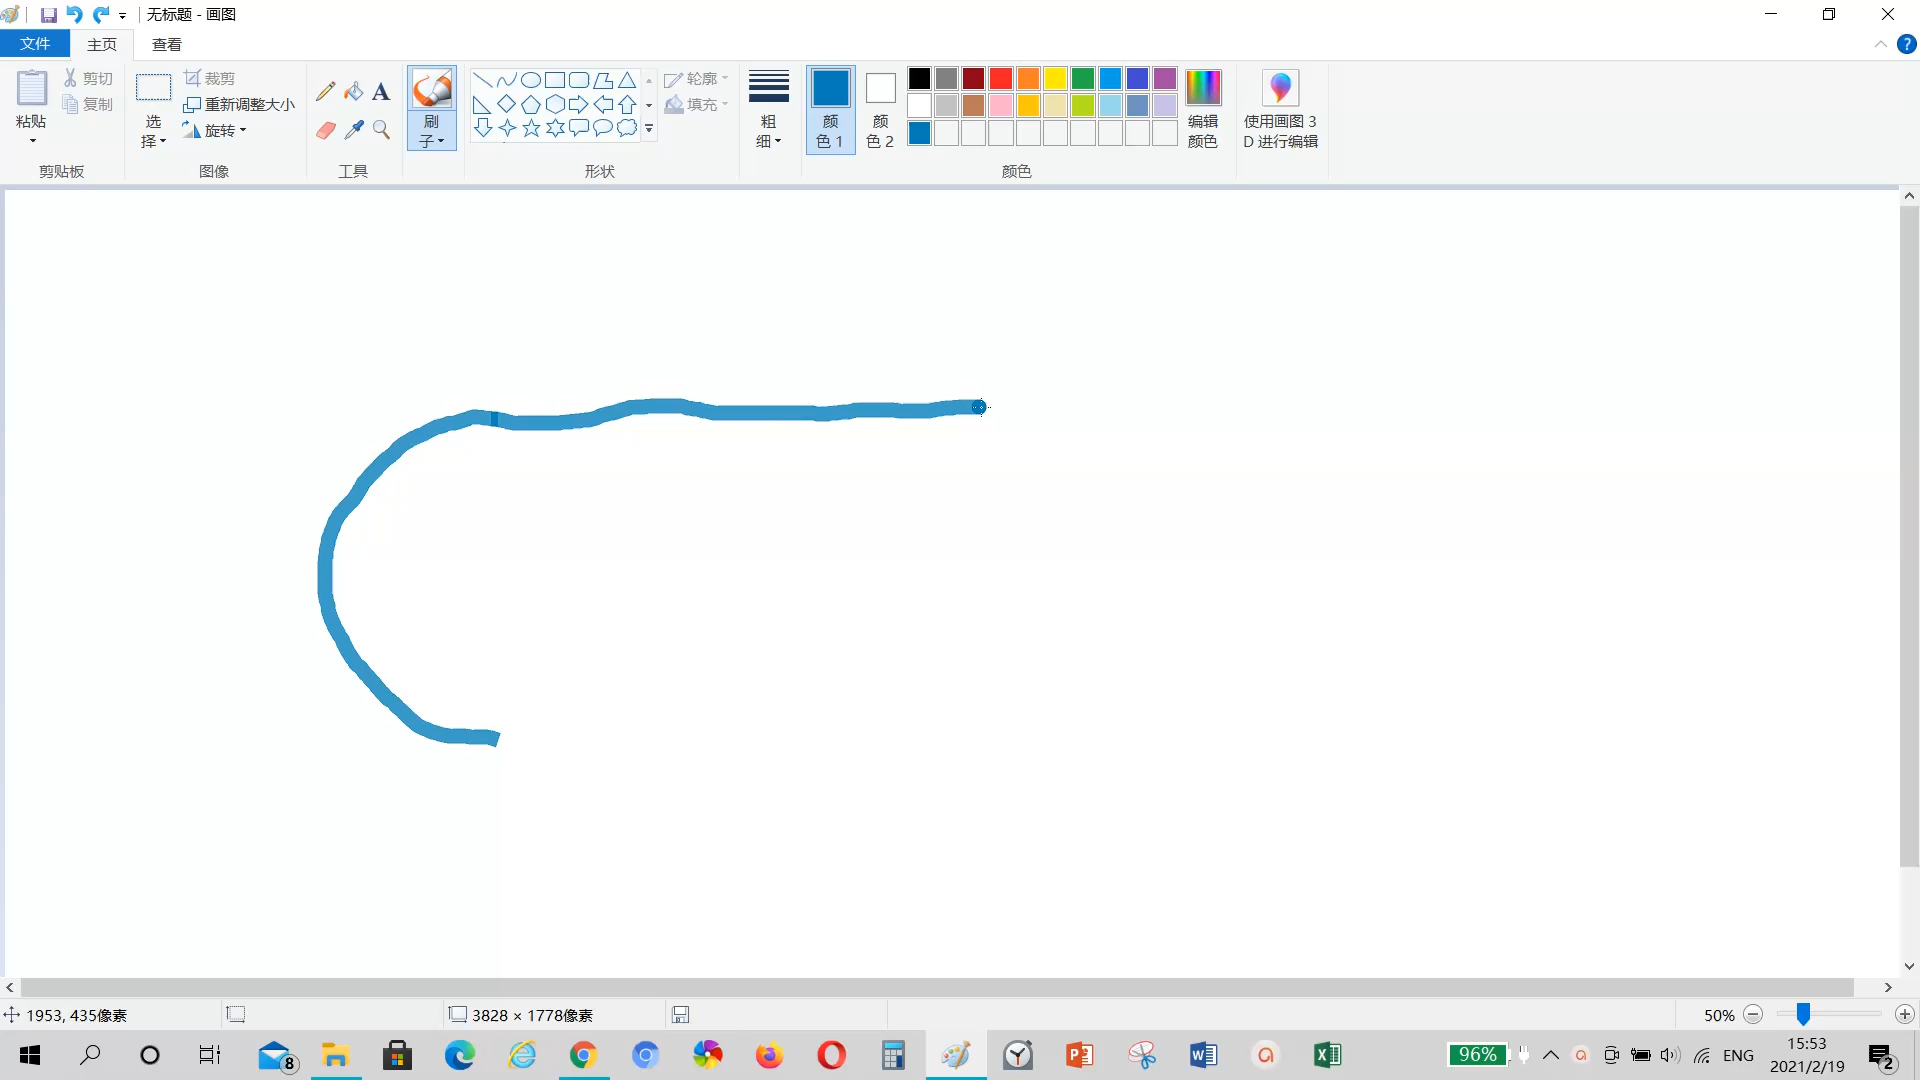 无标题 - 画图
文件 主页 查看
粘贴
剪切
复制
剪贴板
选
择
裁剪
重新调整大小
旋转
图像
A
工具
刷
子
形状
轮廓
填充
粗
细
颜
色 1
颜
色 2
颜色
编辑
颜色
使用画图 3
D 进行编辑
1953, 435像素
3828 × 1778像素
50%
8
96%
ENG
15:53
2021/2/19
2